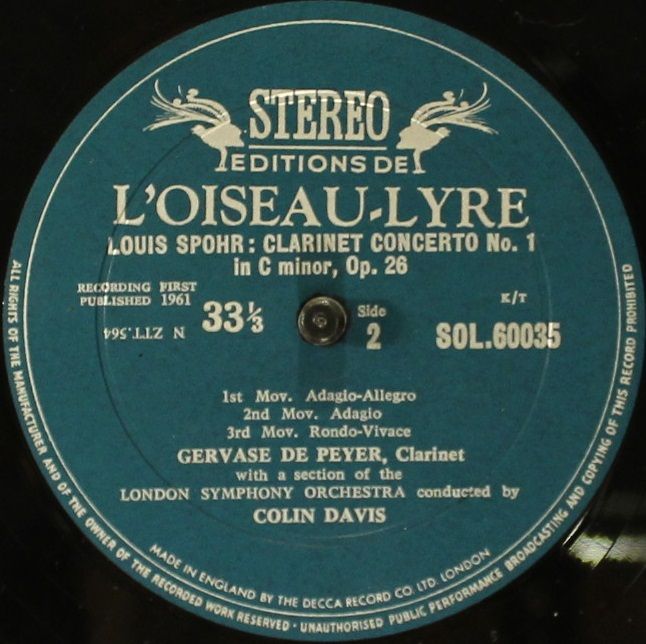 STEREO
EDITIONS DE
L'OISEAU-LYRE
LOUIS SPOHR: CLARINET CONCERTO No. 1
in C minor, Op. 26
RECORDING FIRST
PUBLISHED 1961
N ZTT.564
33⅓
Side
2
K/T
SOL.60035
1st Mov. Adagio-Allegro
2nd Mov. Adagio
3rd Mov. Rondo-Vivace
GERVASE DE PEYER, Clarinet
with a section of the
LONDON SYMPHONY ORCHESTRA conducted by
COLIN DAVIS
MADE IN ENGLAND BY THE DECCA RECORD CO. LTD. LONDON
ALL RIGHTS OF THE MANUFACTURER AND OF THE OWNER OF THE RECORDED WORK RESERVED · UNAUTHORISED PUBLIC PERFORMANCE BROADCASTING AND COPYING OF THIS RECORD PROHIBITED